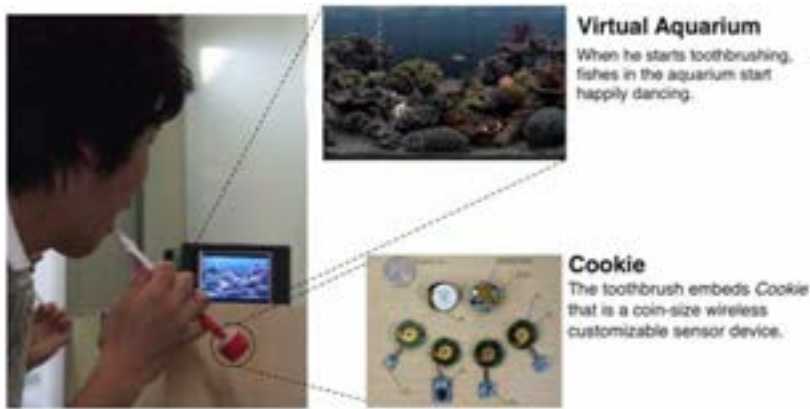 Virtual Aquarium
When he starts toothbrushing,
fishes in the aquarium start
happily dancing.
Cookie
The toothbrush embeds Cookie
that is a coin-size wireless
customizable sensor device.